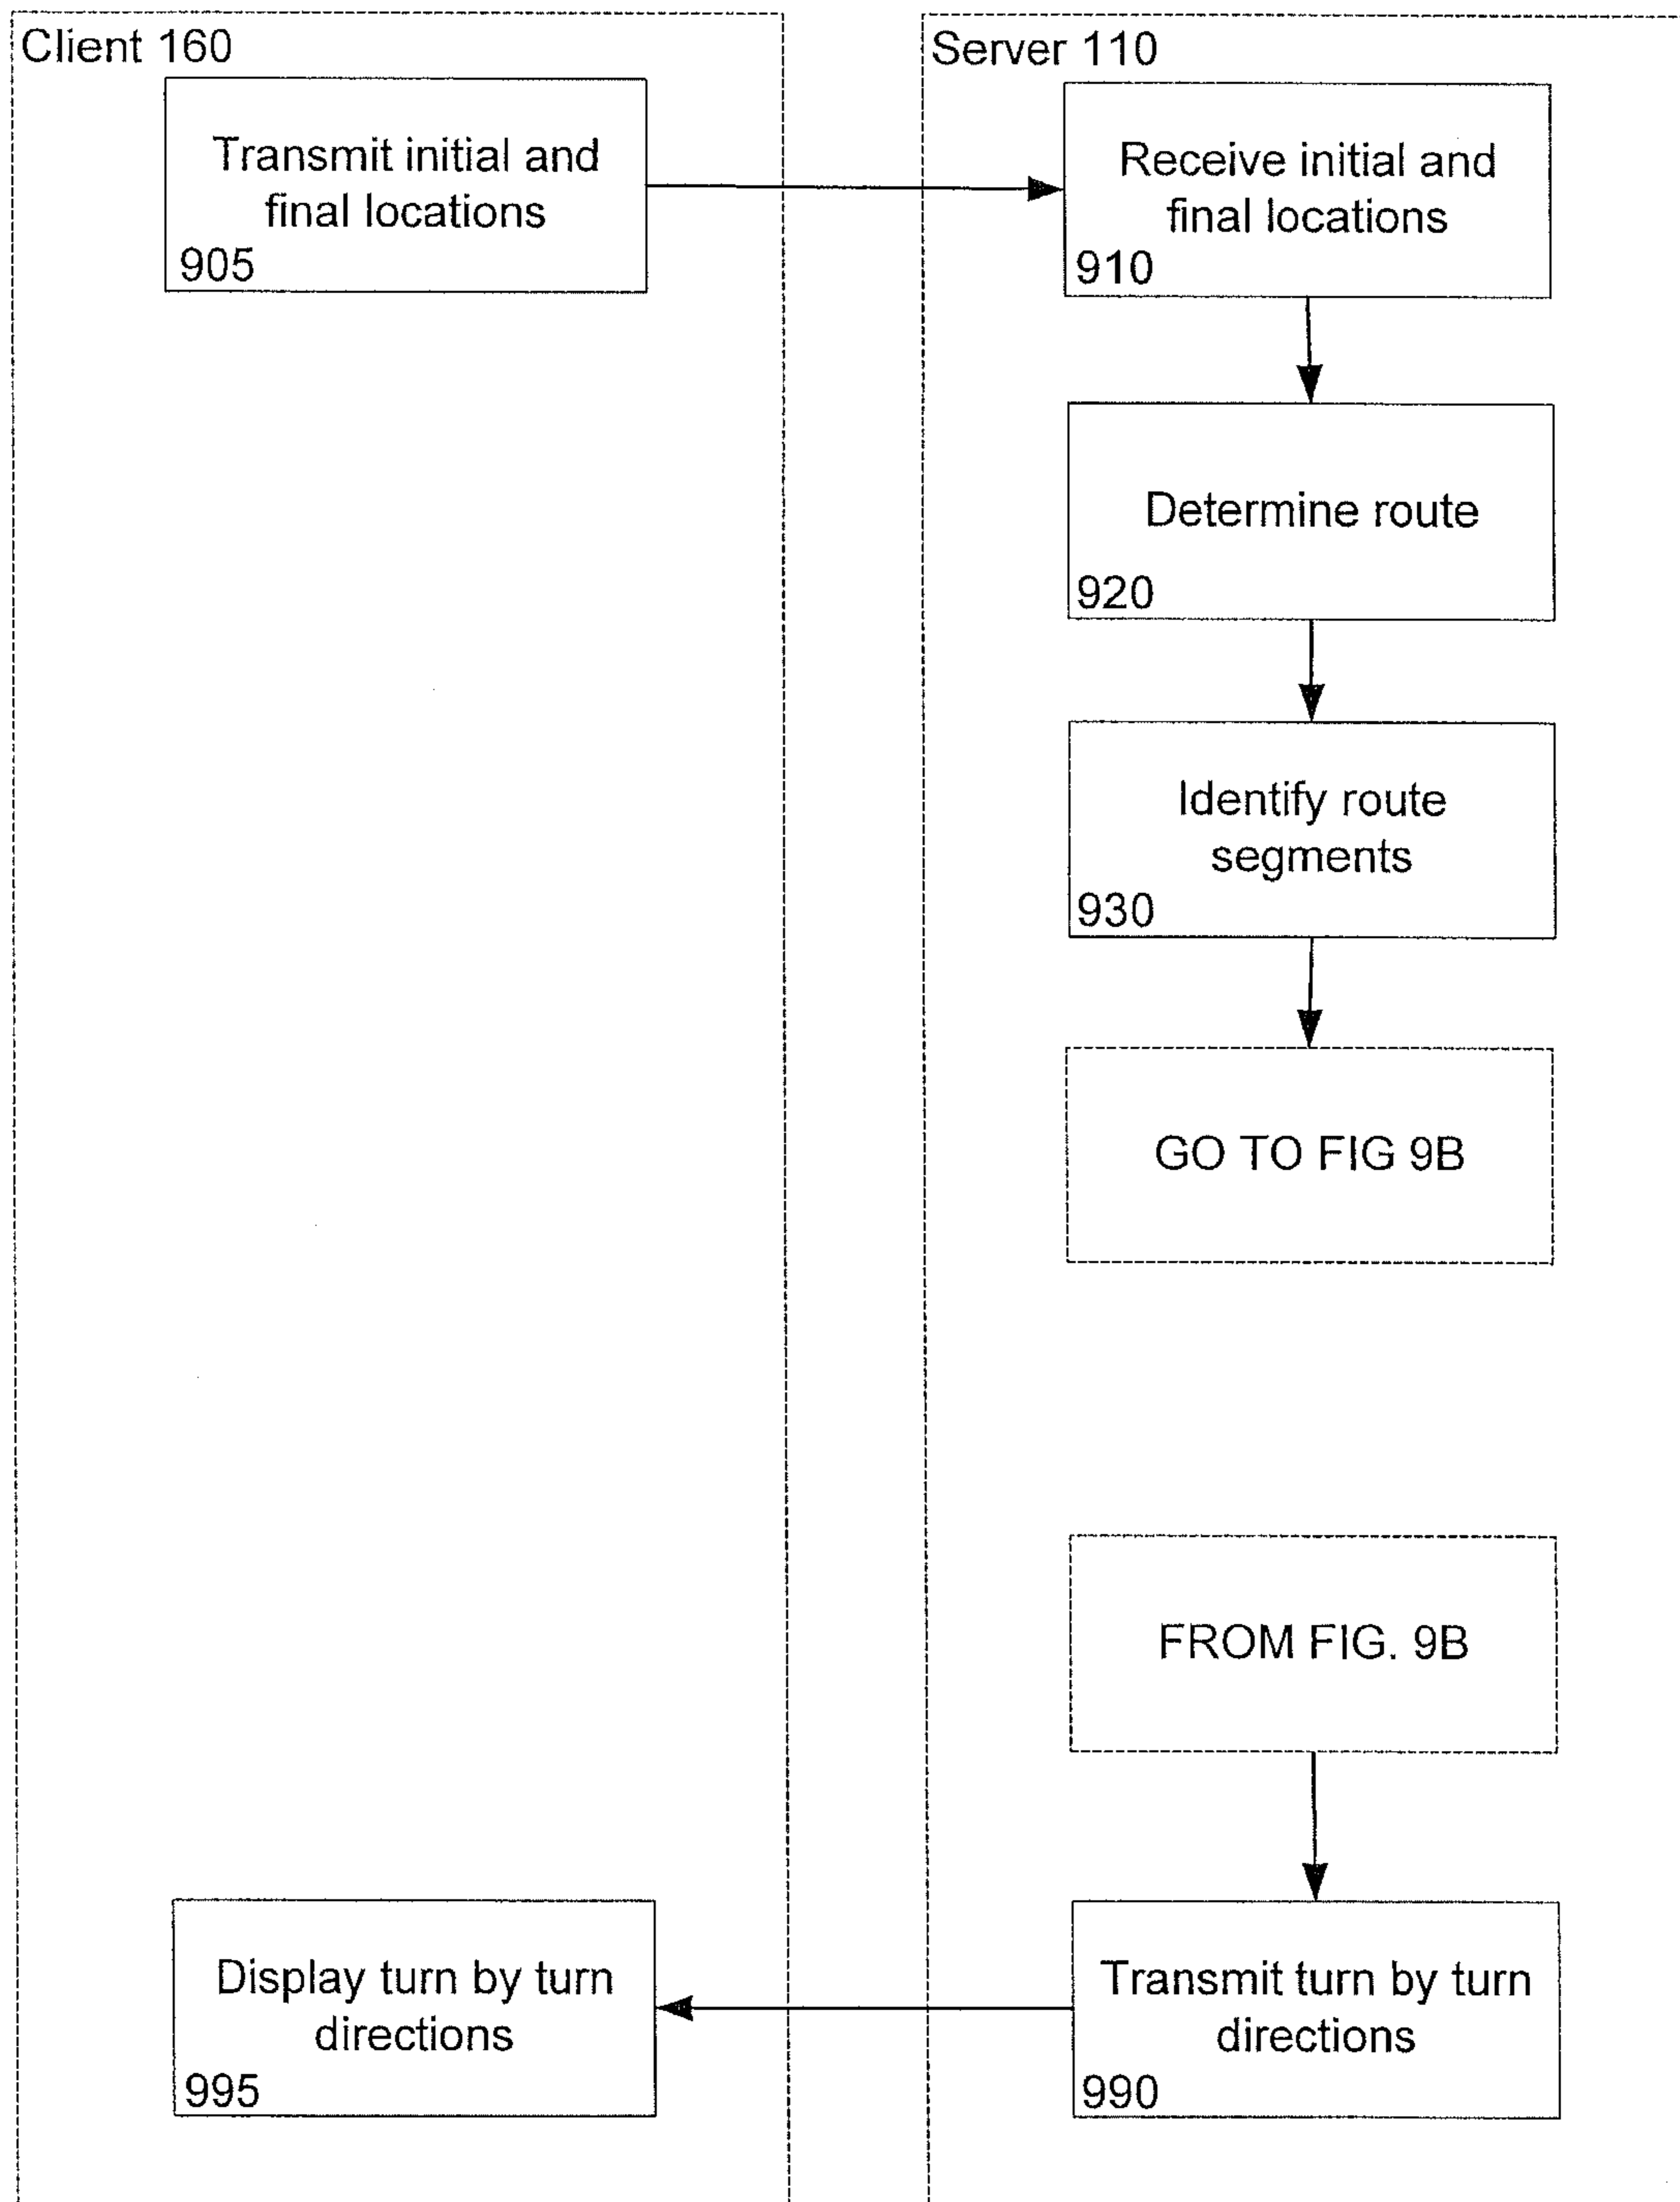 Client 160
Server 110
Transmit initial and
final locations
905
Receive initial and
final locations
910
Determine route
920
Identify route
segments
930
GO TO FIG 9B
FROM FIG. 9B
Transmit turn by turn
directions
990
Display turn by turn
directions
995